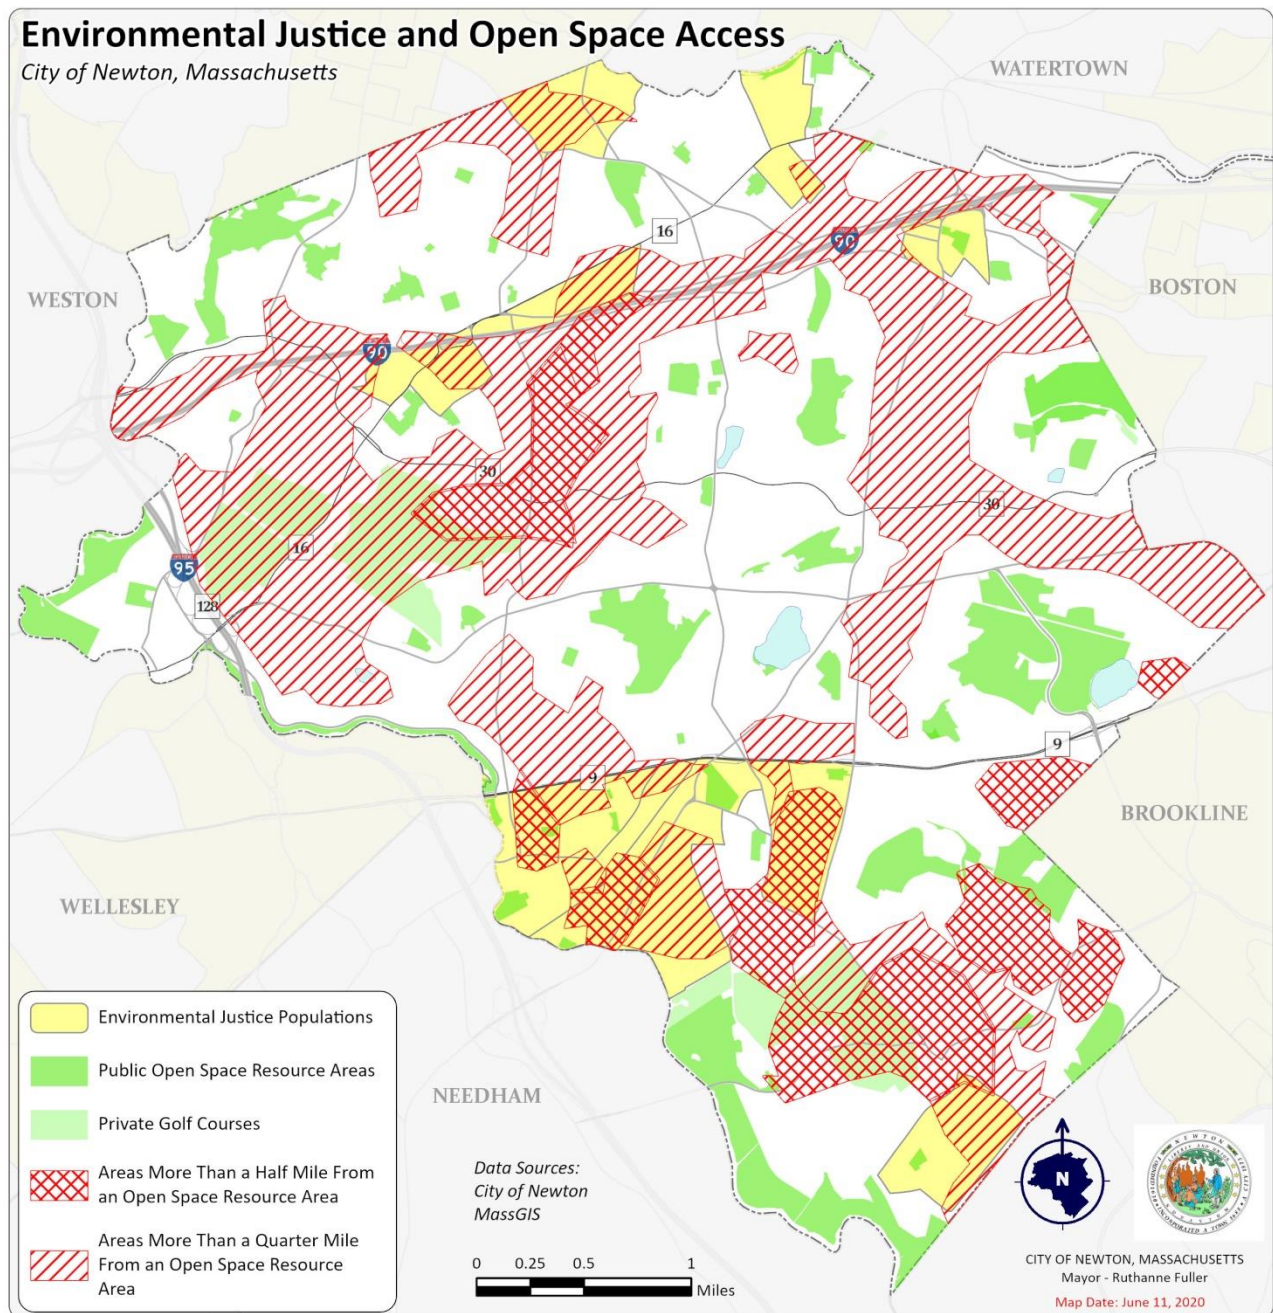 Environmental Justice and Open Space Access
City of Newton, Massachusetts
WATERTOWN
16
90
WESTON
BOSTON
90
30
30
16
95
128
9
9
BROOKLINE
WELLESLEY
NEEDHAM
Environmental Justice Populations
Public Open Space Resource Areas
Private Golf Courses
Areas More Than a Half Mile From
an Open Space Resource Area
Areas More Than a Quarter Mile
From an Open Space Resource
Area
Data Sources:
City of Newton
MassGIS
0 0.25 0.5 1
Miles
N
CITY OF NEWTON, MASSACHUSETTS
Mayor - Ruthanne Fuller
Map Date: June 11, 2020